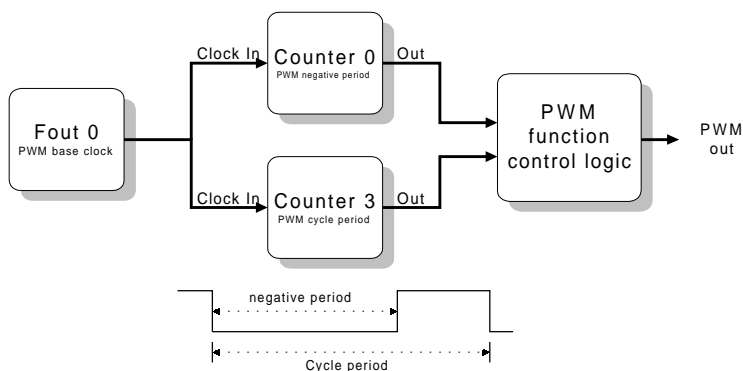 Fout 0
PWM base clock
Clock In
Counter 0
PWM negative period
Out
Clock In
Counter 3
PWM cycle period
Out
PWM
function
control logic
PWM
out
negative period
Cycle period